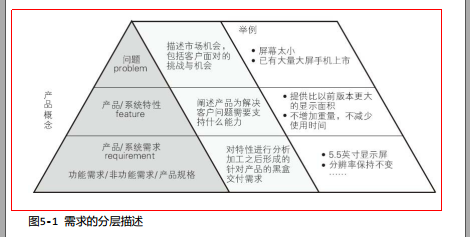 举例
问题
problem
描述市场机会，
包括客户面对的
挑战与机会
• 屏幕太小
• 已有大量大屏手机上市
产品概念
产品/系统特性
feature
阐述产品为解决
客户问题需要支
持什么能力
• 提供比以前版本更大
的显示面积
• 不增加重量，不减少
使用时间
产品/系统需求
requirement
功能需求/非功能需求/产品规格
对特性进行分析
加工之后形成的
针对产品的黑盒
交付需求
• 5.5英寸显示屏
• 分辨率保持不变
……
图5-1 需求的分层描述